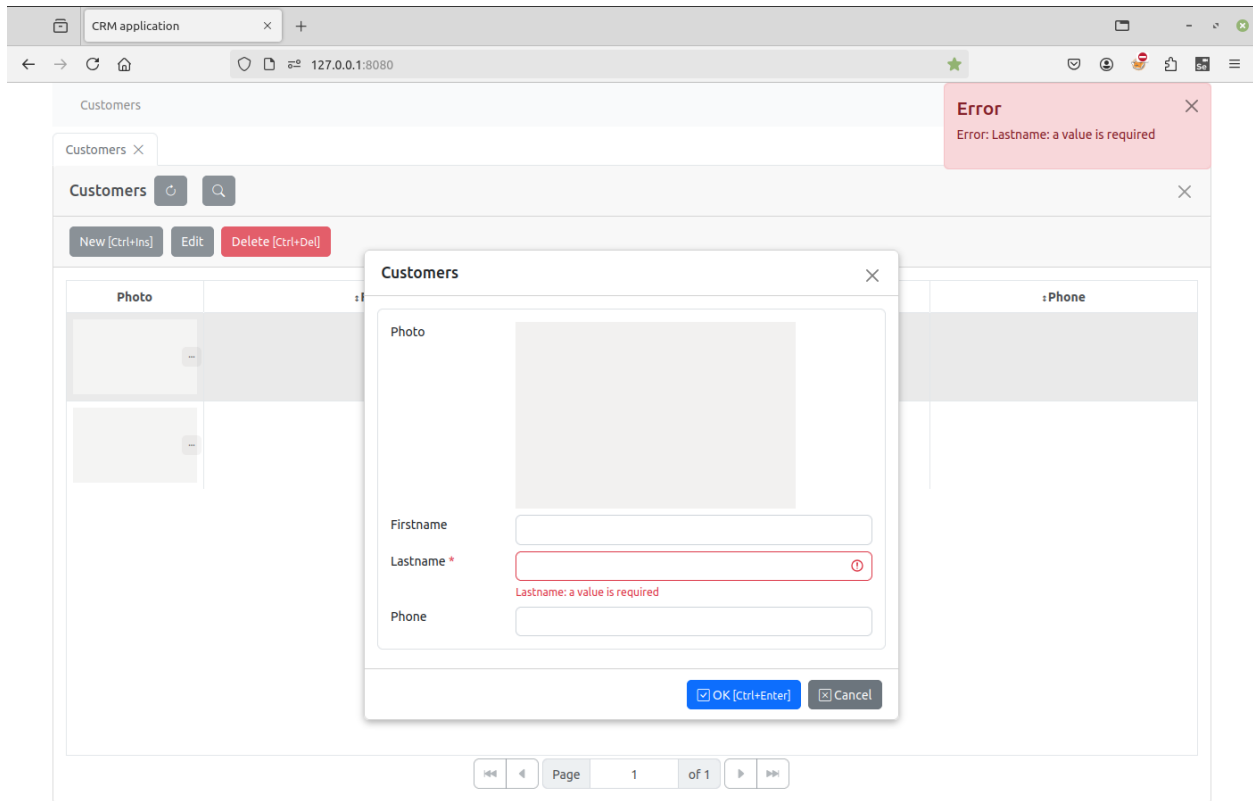 CRM application
127.0.0.1:8080
Se
Customers
Error
Error: Lastname: a value is required
Customers
Customers
New [Ctrl+Ins] Edit Delete [Ctrl+Del]
Customers
Photo Phone
Photo
Firstname
Lastname *
Lastname: a value is required
Phone
OK [Ctrl+Enter] Cancel
Page 1 of 1